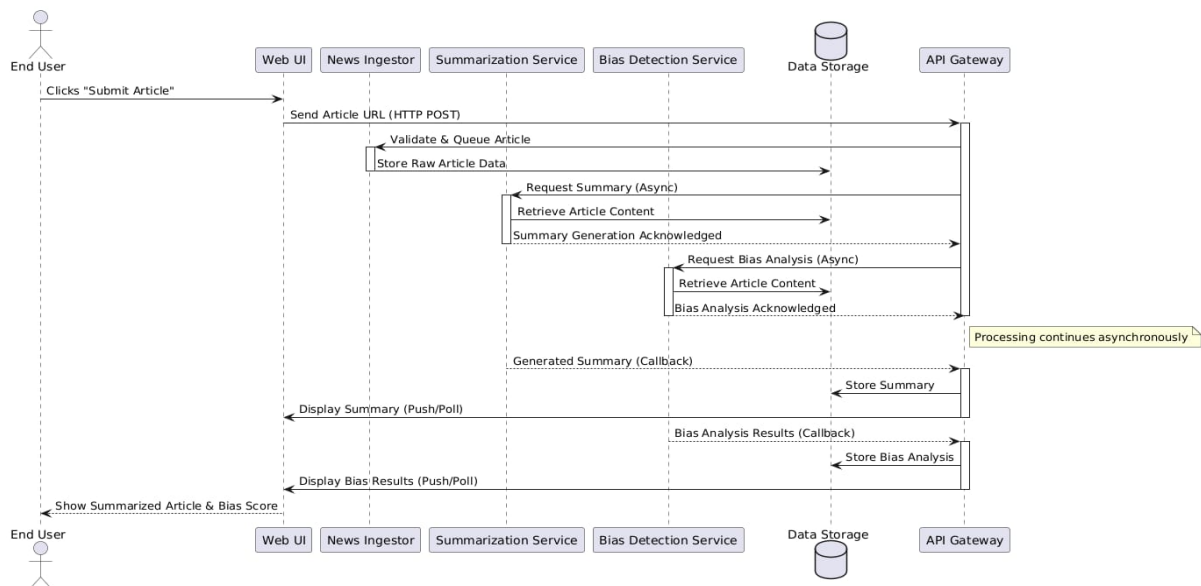 End User
Web UI
News Ingestor
Summarization Service
Bias Detection Service
Data Storage
API Gateway
Clicks "Submit Article"
Send Article URL (HTTP POST)
Validate & Queue Article
Store Raw Article Data
Request Summary (Async)
Retrieve Article Content
Summary Generation Acknowledged
Request Bias Analysis (Async)
Retrieve Article Content
Bias Analysis Acknowledged
Processing continues asynchronously
Generated Summary (Callback)
Store Summary
Display Summary (Push/Poll)
Bias Analysis Results (Callback)
Store Bias Analysis
Display Bias Results (Push/Poll)
Show Summarized Article & Bias Score
End User
Web UI
News Ingestor
Summarization Service
Bias Detection Service
Data Storage
API Gateway